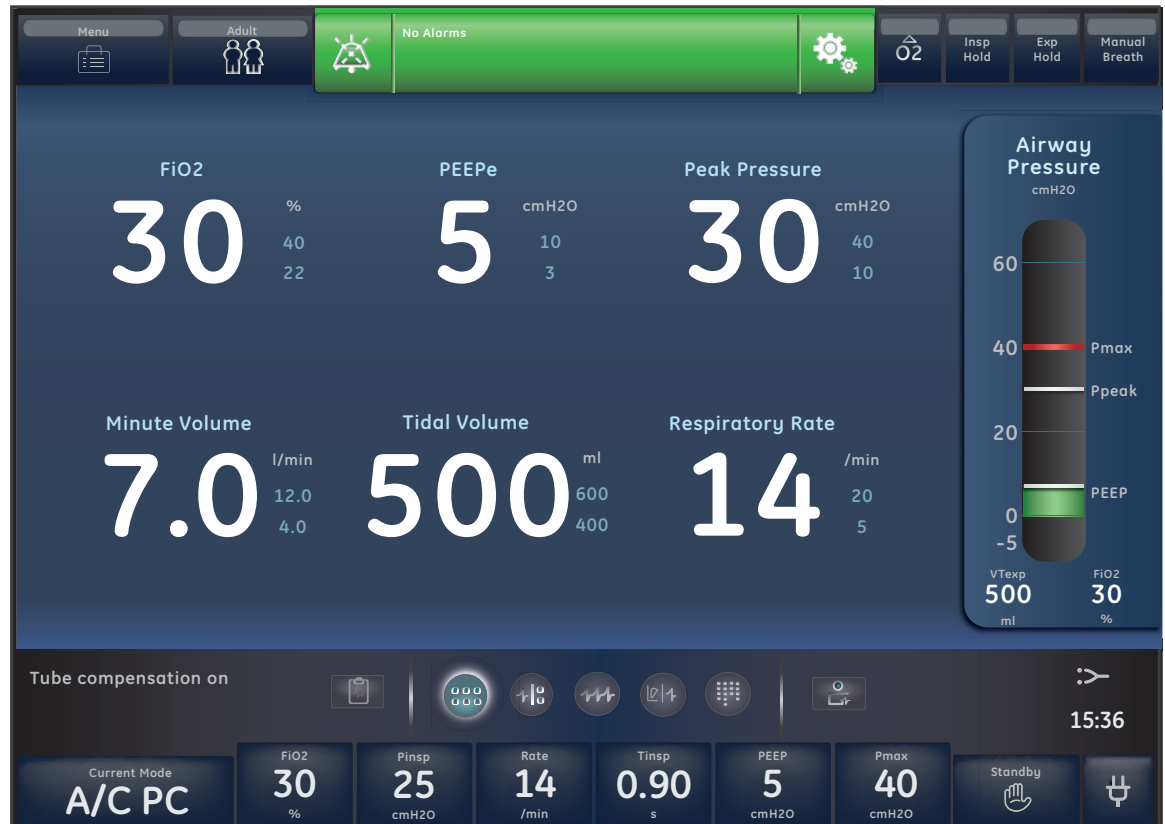 Menu
Adult
No Alarms
O2
Insp
Hold
Exp
Hold
Manual
Breath
FiO2
30
%
40
22
PEEPe
5
cmH2O
10
3
Peak Pressure
30
cmH2O
40
10
Minute Volume
7.0
l/min
12.0
4.0
Tidal Volume
500
ml
600
400
Respiratory Rate
14
/min
20
5
Airway
Pressure
cmH2O
60
40
Pmax
Ppeak
20
PEEP
0
-5
VTexp
500
ml
FiO2
30
%
Tube compensation on
15:36
Current Mode
A/C PC
FiO2
30
%
Pinsp
25
cmH2O
Rate
14
/min
Tinsp
0.90
s
PEEP
5
cmH2O
Pmax
40
cmH2O
Standby